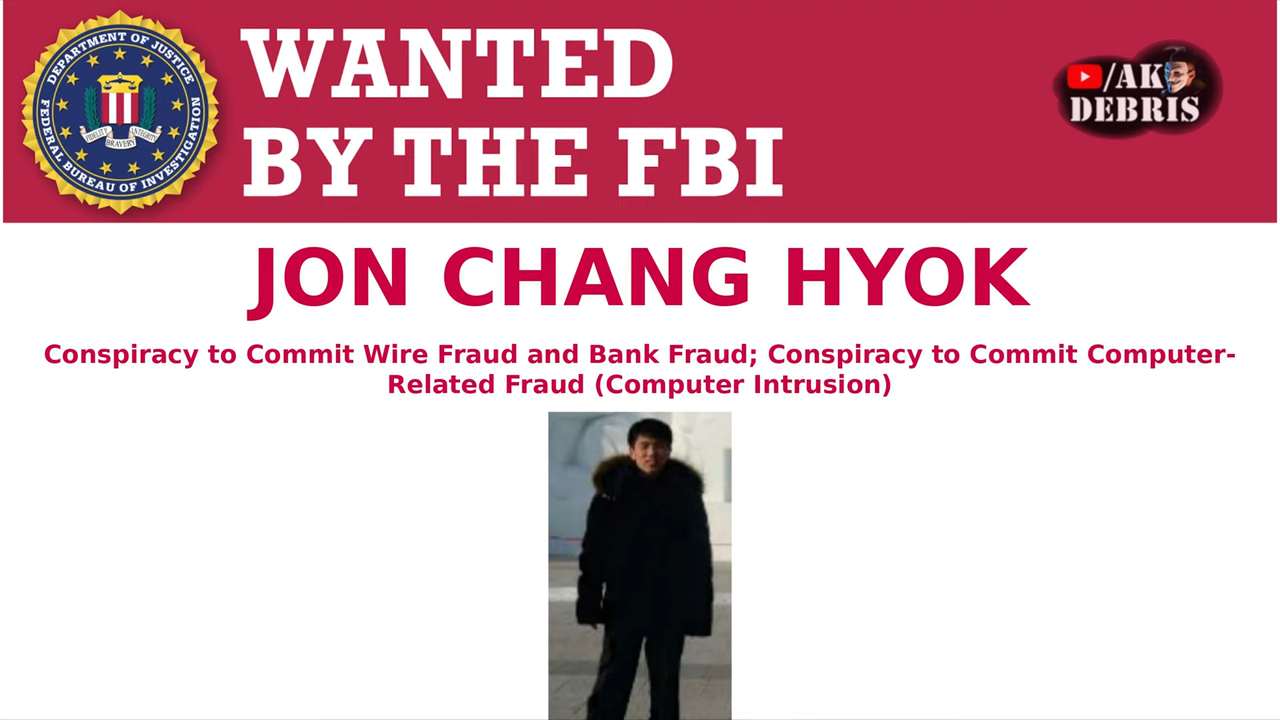 DEPARTMENT OF JUSTICE
FEDERAL BUREAU OF INVESTIGATION
FIDELITY BRAVERY INTEGRITY
WANTED
BY THE FBI
/AK
DEBRIS
JON CHANG HYOK
Conspiracy to Commit Wire Fraud and Bank Fraud; Conspiracy to Commit Computer-
Related Fraud (Computer Intrusion)